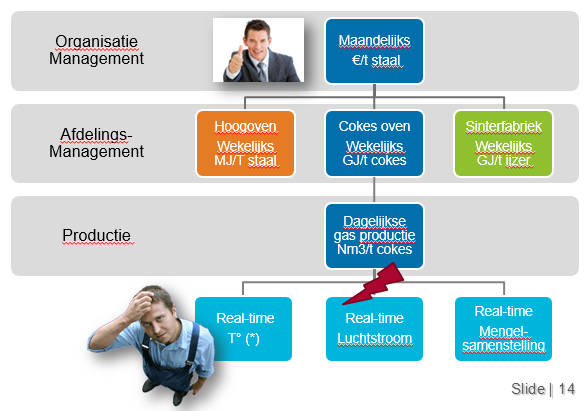 Organisatie
Management
Maandelijks
€/t staal
Afdelings-
Management
Hoogoven
Wekelijks
MJ/T staal
Cokes oven
Wekelijks
GJ/t cokes
Sinterfabriek
Wekelijks
GJ/t ijzer
Productie
Dagelijkse
gas productie
Nm3/t cokes
Real-time
T° (*)
Real-time
Luchtstroom
Real-time
Mengel-
samenstelling
Slide | 14